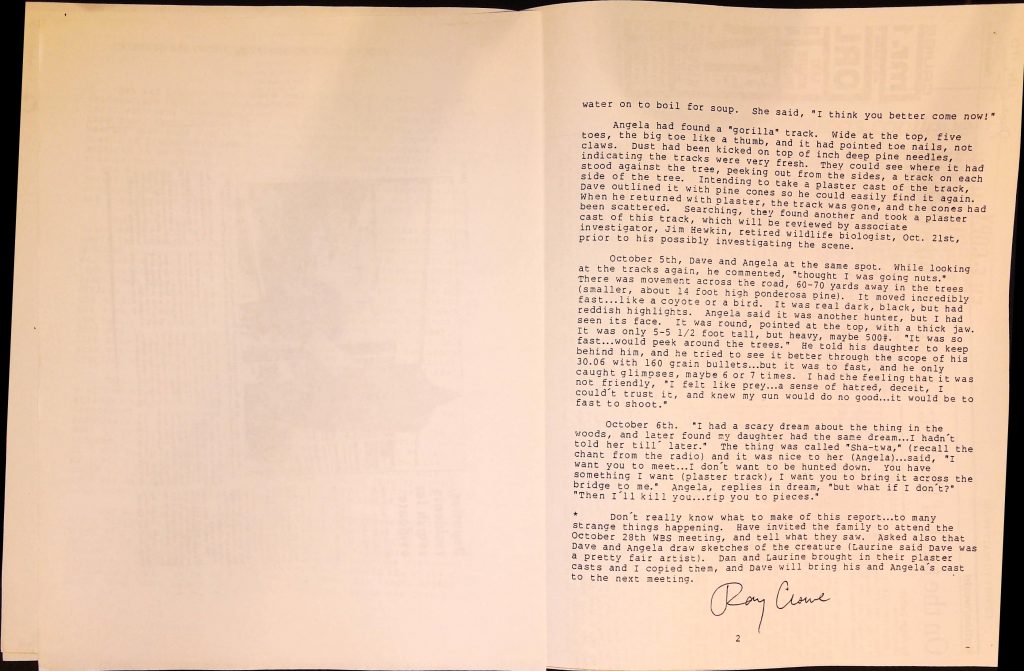 water on to boil for soup. She said, "I think you better come now!"
Angela had found a "gorilla" track. Wide at the top, five
toes, the big toe like a thumb, and it had pointed toe nails, not
claws. Dust had been kicked on top of inch deep pine needles,
indicating the tracks were very fresh. They could see where it had
stood against the tree, peeking out from the sides, a track on each
side of the tree. Intending to take a plaster cast of the track,
Dave outlined it with pine cones so he could easily find it again.
When he returned with plaster, the track was gone, and the cones had
been scattered. Searching, they found another and took a plaster
cast of this track, which will be reviewed by associate
investigator, Jim Hewkin, retired wildlife biologist, Oct. 21st,
prior to his possibly investigating the scene.
October 5th, Dave and Angela at the same spot. While looking
at the tracks again, he commented, "thought I was going nuts."
There was movement across the road, 60-70 yards away in the trees
(smaller, about 14 foot high ponderosa pine). It moved incredibly
fast...like a coyote or a bird. It was real dark, black, but had
reddish highlights. Angela said it was another hunter, but I had
seen its face. It was round, pointed at the top, with a thick jaw.
It was only 5-5 1/2 foot tall, but heavy, maybe 500#. "It was so
fast...would peek around the trees." He told his daughter to keep
behind him, and he tried to see it better through the scope of his
30.06 with 160 grain bullets...but it was to fast, and he only
caught glimpses, maybe 6 or 7 times. I had the feeling that it was
not friendly, "I felt like prey...a sense of hatred, deceit, I
could't trust it, and knew my gun would do no good...it would be to
fast to shoot."
October 6th. "I had a scary dream about the thing in the
woods, and later found my daughter had the same dream...I hadn't
told her till' later." The thing was called "Sha-twa," (recall the
chant from the radio) and it was nice to her (Angela)...said, "I
want you to meet...I don't want to be hunted down. You have
something I want (plaster track), I want you to bring it across the
bridge to me." Angela, replies in dream, "but what if I don't?"
"Then I'll kill you...rip you to pieces."
* Don't really know what to make of this report...to many
strange things happening. Have invited the family to attend the
October 28th WBS meeting, and tell what they saw. Asked also that
Dave and Angela draw sketches of the creature (Laurine said Dave was
a pretty fair artist). Dan and Laurine brought in their plaster
casts and I copied them, and Dave will bring his and Angela's cast
to the next meeting.
Ray Crowe
2